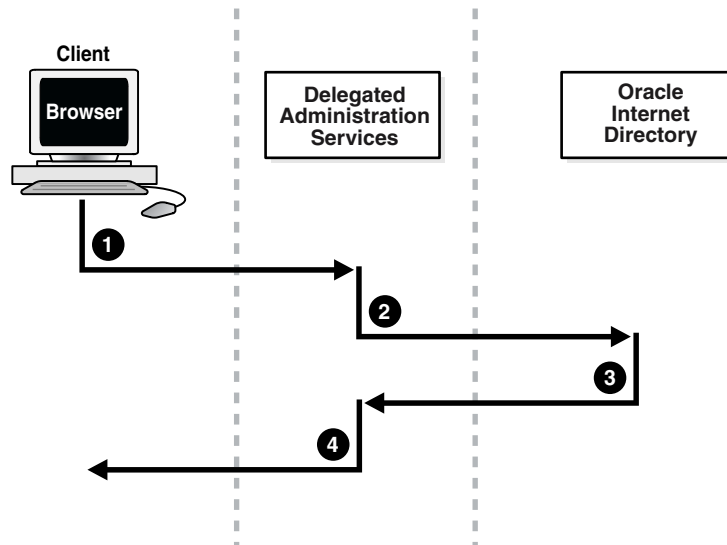 Client
Browser
Delegated
Administration
Services
Oracle
Internet
Directory
1
2
3
4